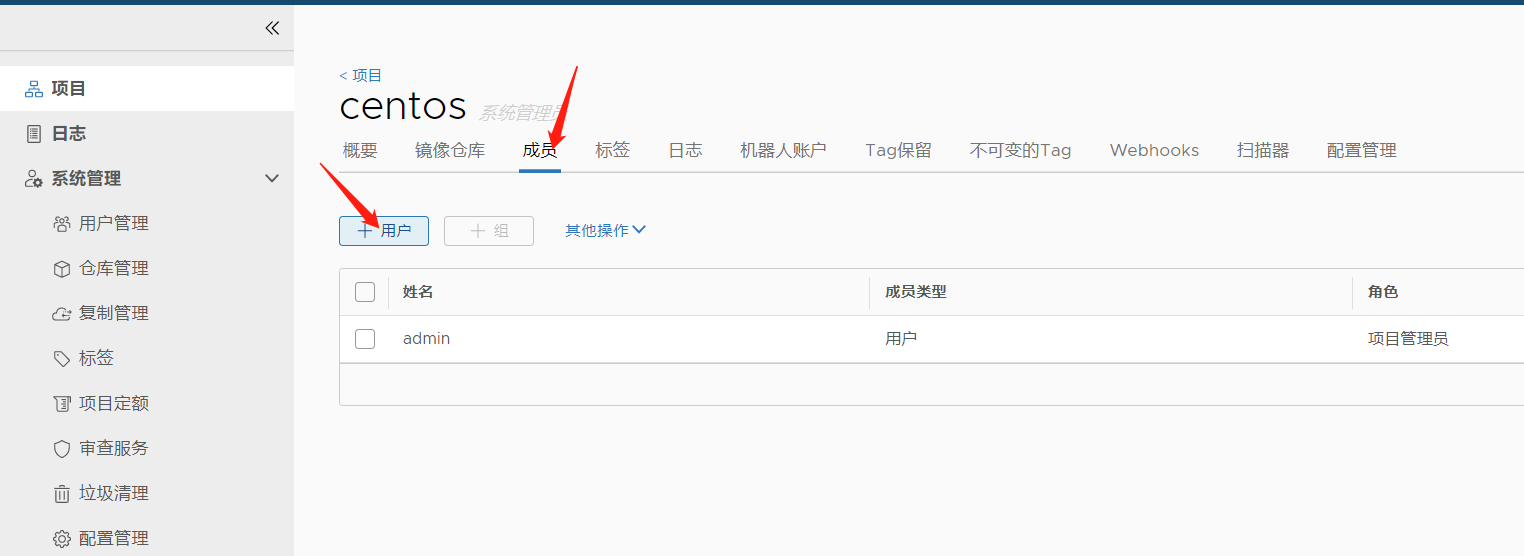 项目
日志
系统管理
用户管理
仓库管理
复制管理
标签
项目定额
审查服务
垃圾清理
配置管理
< 项目
centos 系统管理员
概要 镜像仓库 成员 标签 日志 机器人账户 Tag保留 不可变的Tag Webhooks 扫描器 配置管理
用户 组 其他操作
姓名 成员类型 角色
admin 用户 项目管理员